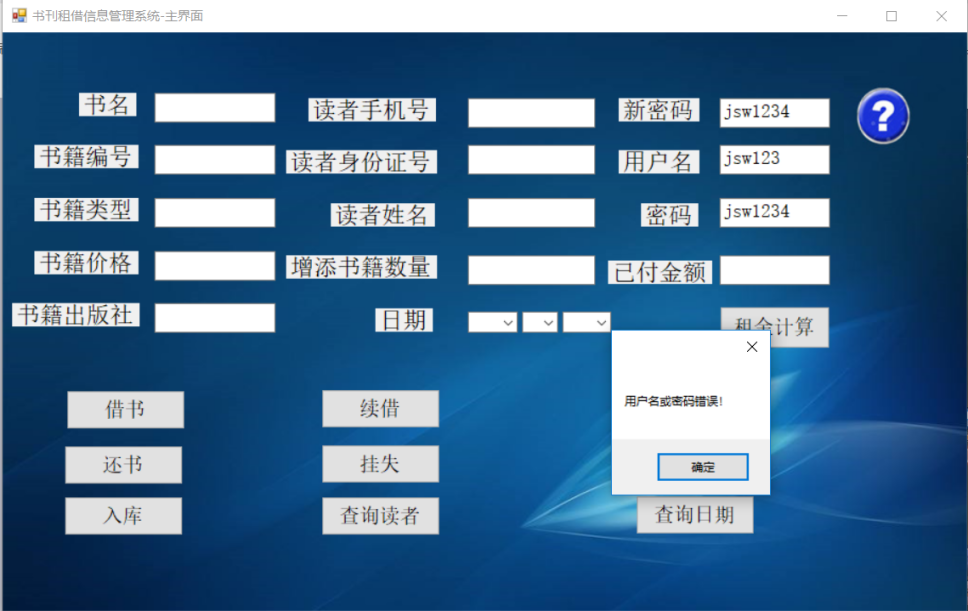 书刊租借信息管理系统-主界面
书名
读者手机号
新密码
jsw1234
?
书籍编号
读者身份证号
用户名
jsw123
书籍类型
读者姓名
密码
jsw1234
书籍价格
增添书籍数量
已付金额
书籍出版社
日期
租金计算
用户名或密码错误!
确定
借书
续借
还书
挂失
入库
查询读者
查询日期